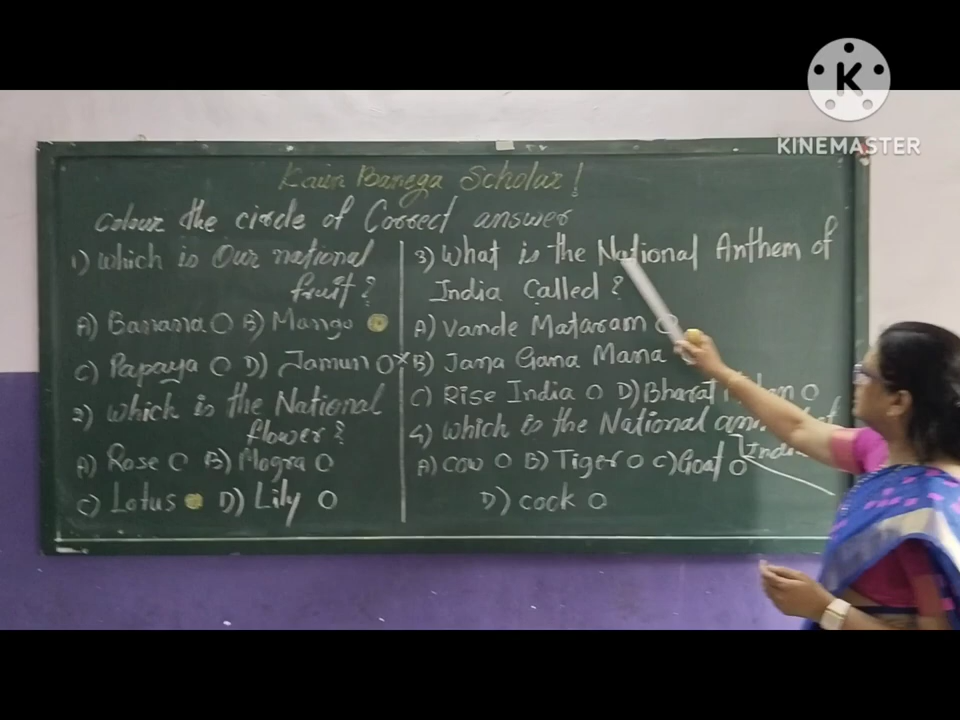 KINEMASTER
Kaun Banega Scholar!
Colour the circle of Correct answer
1) which is Our national
fruit?
A) Banana B) Mango
C) Papaya D) Jamun
2) which is the National
flower?
A) Rose B) Mogra
C) Lotus D) Lily
3) What is the National Anthem of
India Called?
A) Vande Mataram
B) Jana Gana Mana
C) Rise India D) Bharat
4) which is the National
India
A) Cow B) Tiger C) Goat
D) cock